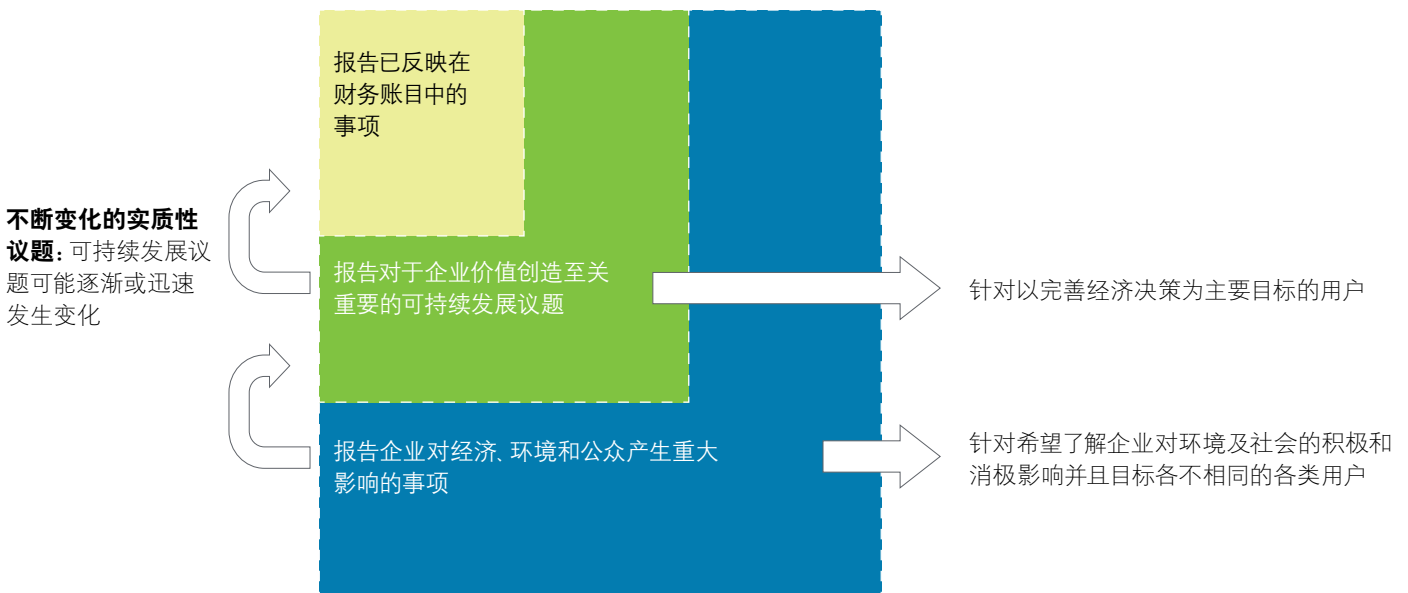 报告已反映在
财务账目中的
事项
不断变化的实质性
议题：可持续发展议
题可能逐渐或迅速
发生变化
报告对于企业价值创造至关
重要的可持续发展议题
针对以完善经济决策为主要目标的用户
报告企业对经济、环境和公众产生重大
影响的事项
针对希望了解企业对环境及社会的积极和
消极影响并且目标各不相同的各类用户